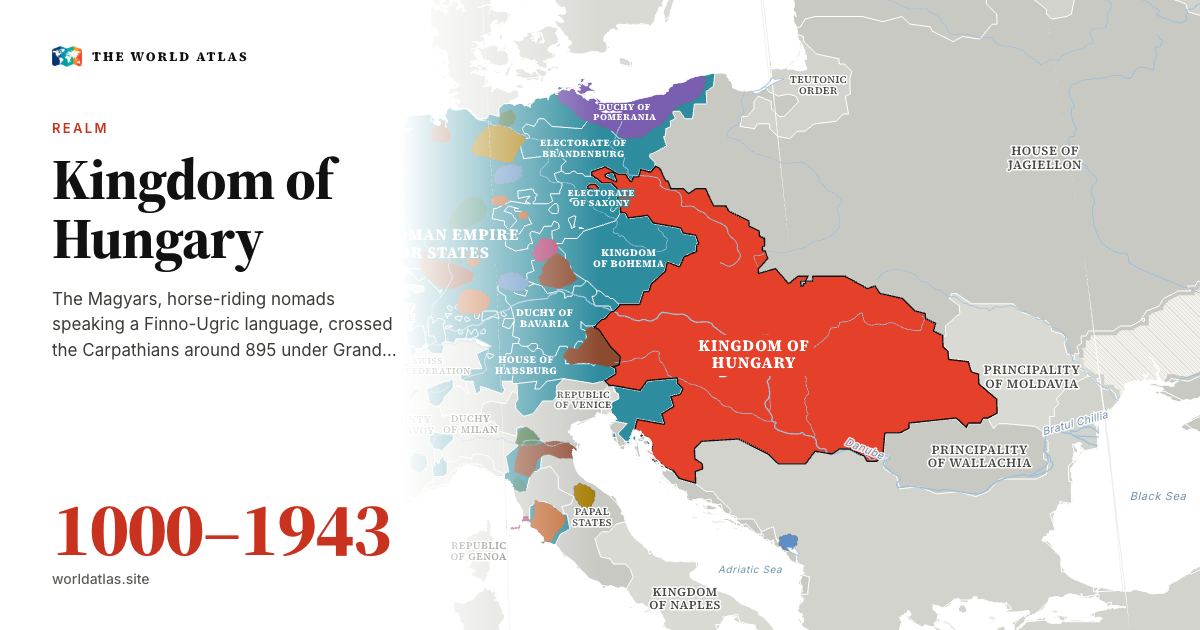 THE WORLD ATLAS
REALM
Kingdom of
Hungary
The Magyars, horse-riding nomads
speaking a Finno-Ugric language, crossed
the Carpathians around 895 under Grand...
1000–1943
worldatlas.site
TEUTONIC
ORDER
DUCHY OF
POMERANIA
ELECTORATE OF
BRANDENBURG
HOUSE OF
JAGIELLON
ELECTORATE
OF SAXONY
EMPIRE
STATES
KINGDOM
OF BOHEMIA
DUCHY OF
BAVARIA
KINGDOM OF
HUNGARY
HOUSE OF
HABSBURG
PRINCIPALITY
OF MOLDAVIA
REPUBLIC
OF VENICE
DUCHY
OF MILAN
Bratul Chillia
Danube
PRINCIPALITY
OF WALLACHIA
Black Sea
PAPAL
STATES
REPUBLIC
OF GENOA
Adriatic Sea
KINGDOM
OF NAPLES